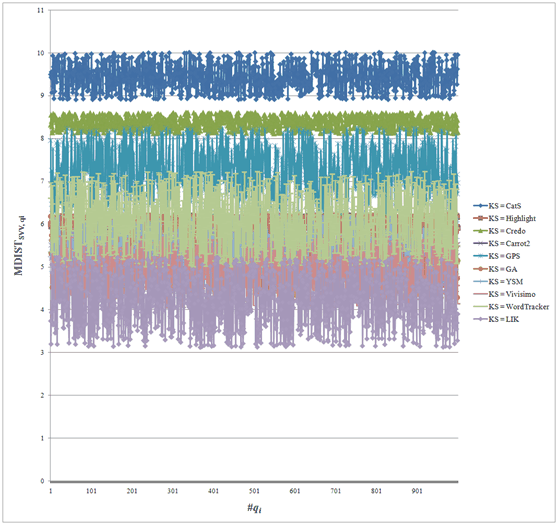 11
10
9
8
7
6
5
4
3
2
1
0
MDISTSVV, qi
1 101 201 301 401 501 601 701 801 901
#qi
KS = CatS
KS = Highlight
KS = Credo
KS = Carrot2
KS = GPS
KS = GA
KS = YSM
KS = Vivisimo
KS = WordTracker
KS = LIK